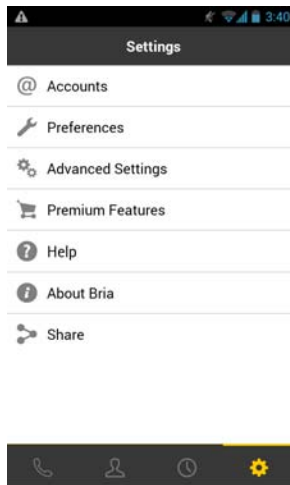 3:40
Settings
@ Accounts
Preferences
Advanced Settings
Premium Features
? Help
i About Bria
Share